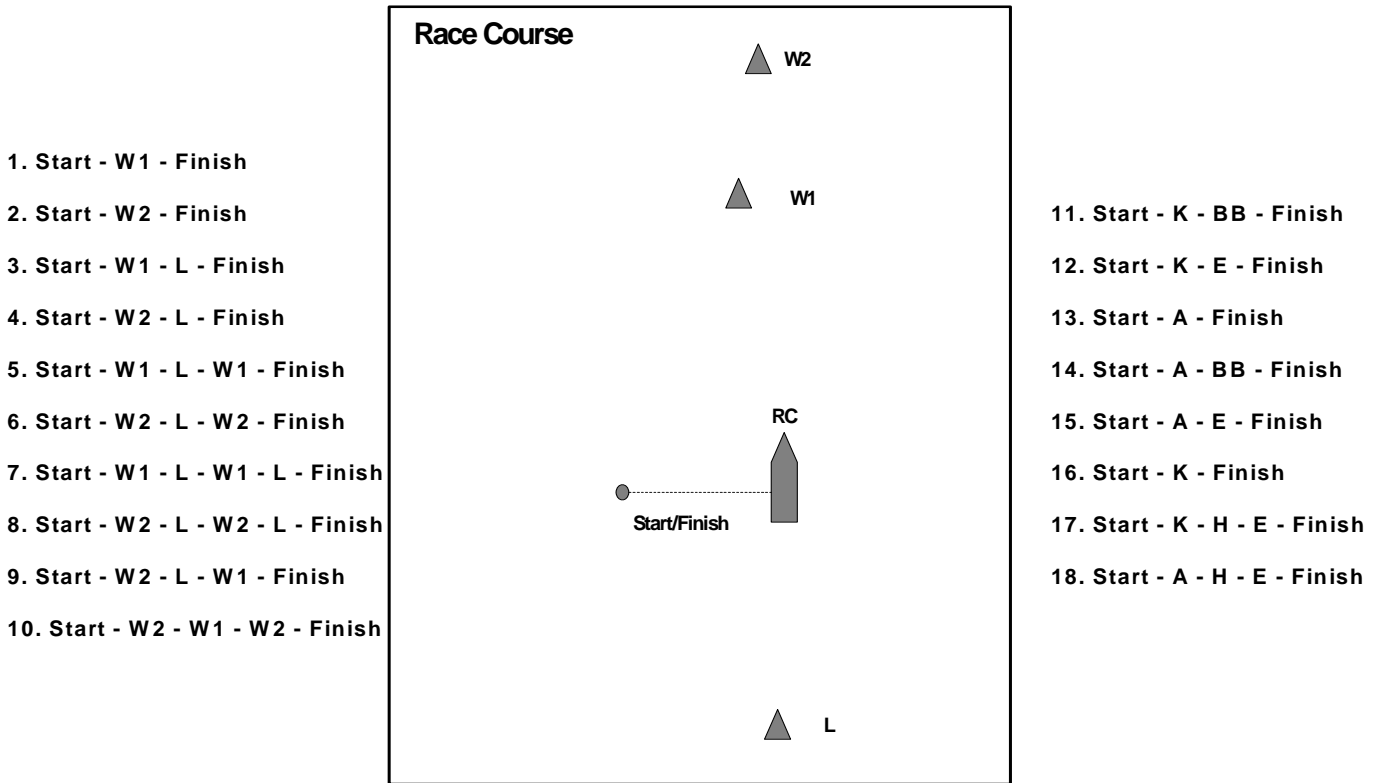 Race Course
W2
1. Start - W1 - Finish
2. Start - W2 - Finish
3. Start - W1 - L - Finish
4. Start - W2 - L - Finish
5. Start - W1 - L - W1 - Finish
6. Start - W2 - L - W2 - Finish
7. Start - W1 - L - W1 - L - Finish
8. Start - W2 - L - W2 - L - Finish
9. Start - W2 - L - W1 - Finish
10. Start - W2 - W1 - W2 - Finish
W1
RC
Start/Finish
L
11. Start - K - BB - Finish
12. Start - K - E - Finish
13. Start - A - Finish
14. Start - A - BB - Finish
15. Start - A - E - Finish
16. Start - K - Finish
17. Start - K - H - E - Finish
18. Start - A - H - E - Finish